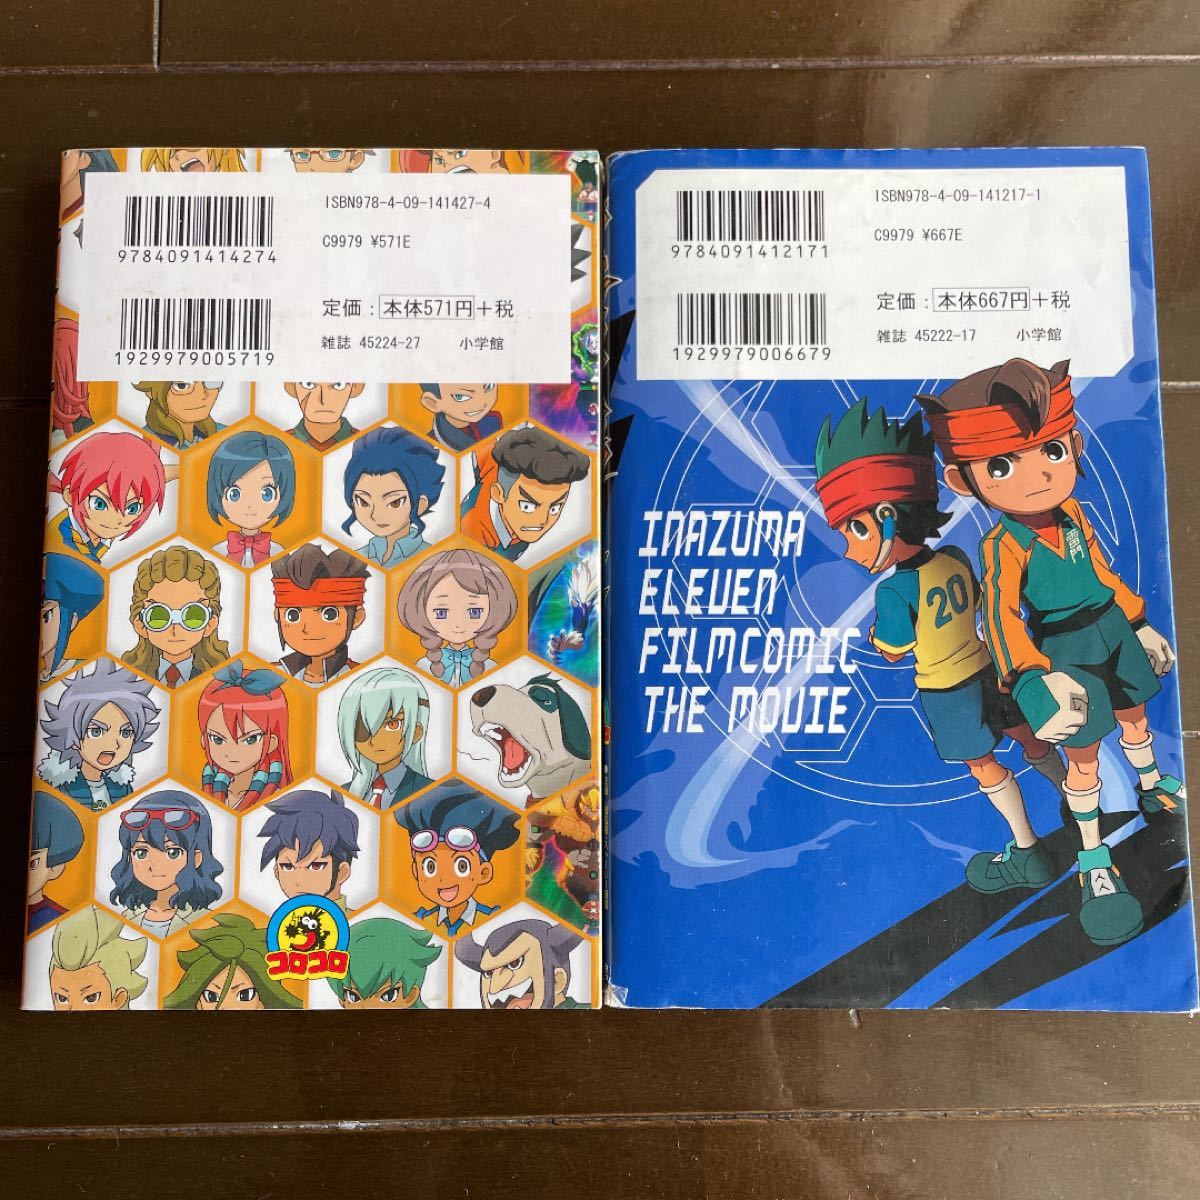 ISBN978-4-09-141427-4
9784091414274
C9979 ¥571E
定価：本体571円+税
1929979005719
雑誌 45224-27 小学館
コロコロ
ISBN978-4-09-141217-1
9784091412171
C9979 ¥667E
定価：本体667円+税
1929979006679
雑誌 45222-17 小学館
INAZUMA
ELEVEN
FILMCOMIC
THE MOVIE
20